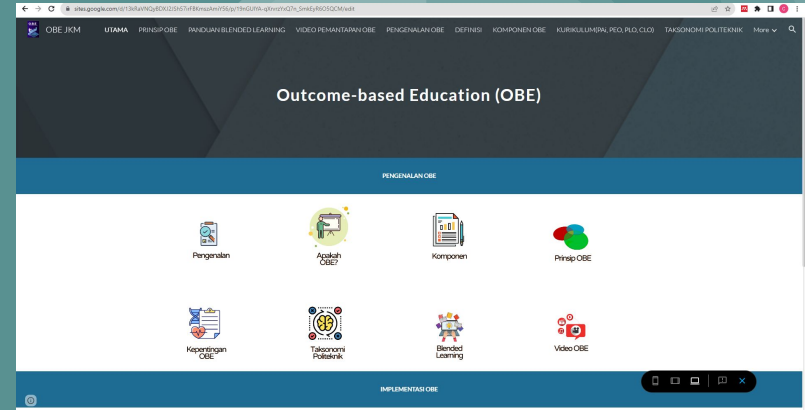 OBE JKM
UTAMA
PRINSIP OBE
PANDUAN BLENDED LEARNING
VIDEO PEMANTAPAN OBE
PENGENALAN OBE
DEFINISI
KOMPONEN OBE
KURIKULUM(PAI, PEO, PLO, CLO)
TAKSONOMI POLITEKNIK
More
Outcome-based Education (OBE)
PENGENALAN OBE
Pengenalan
Apakah
OBE?
Komponen
Prinsip OBE
Kepentingan
OBE
Taksonomi
Politeknik
Blended
Learning
Video OBE
IMPLEMENTASI OBE